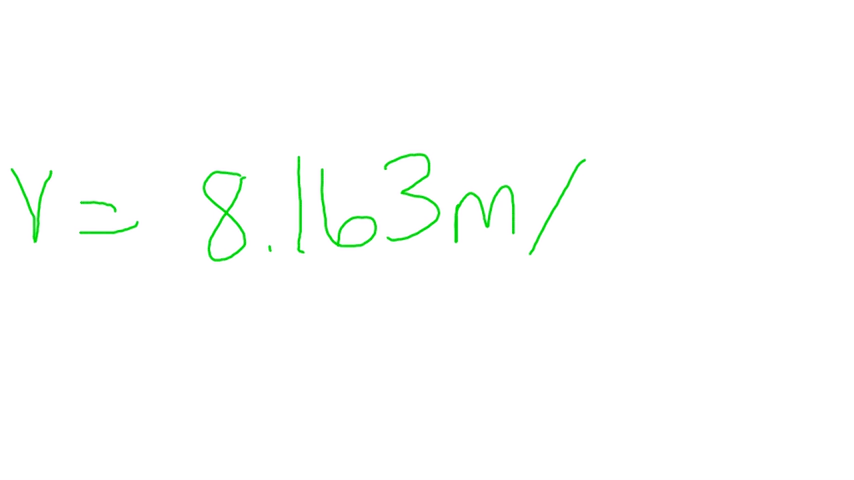 v = 8.163m/